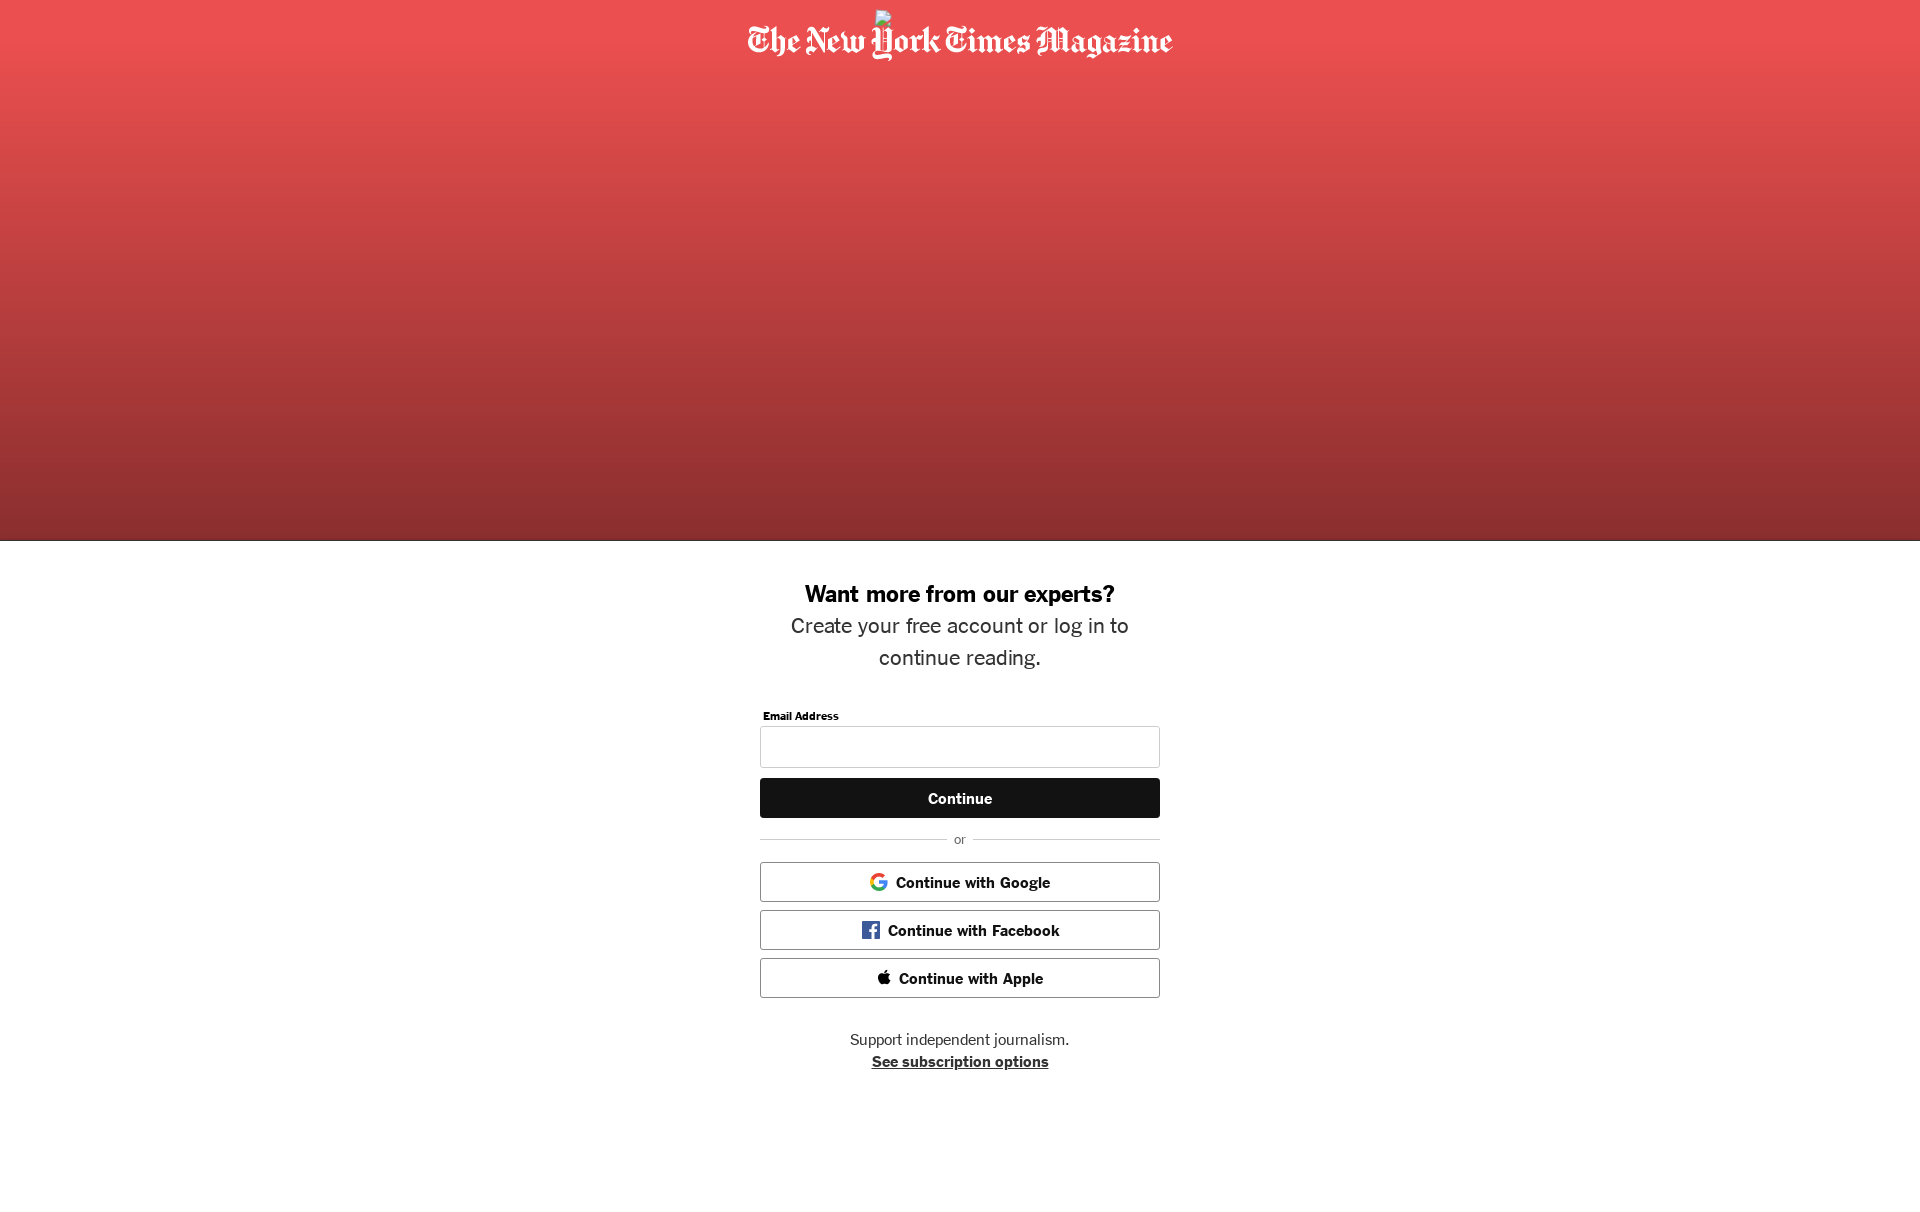 The New York Times Magazine
Want more from our experts?
Create your free account or log in to
continue reading.
Email Address
Continue
or
Continue with Google
Continue with Facebook
Continue with Apple
Support independent journalism.
See subscription options